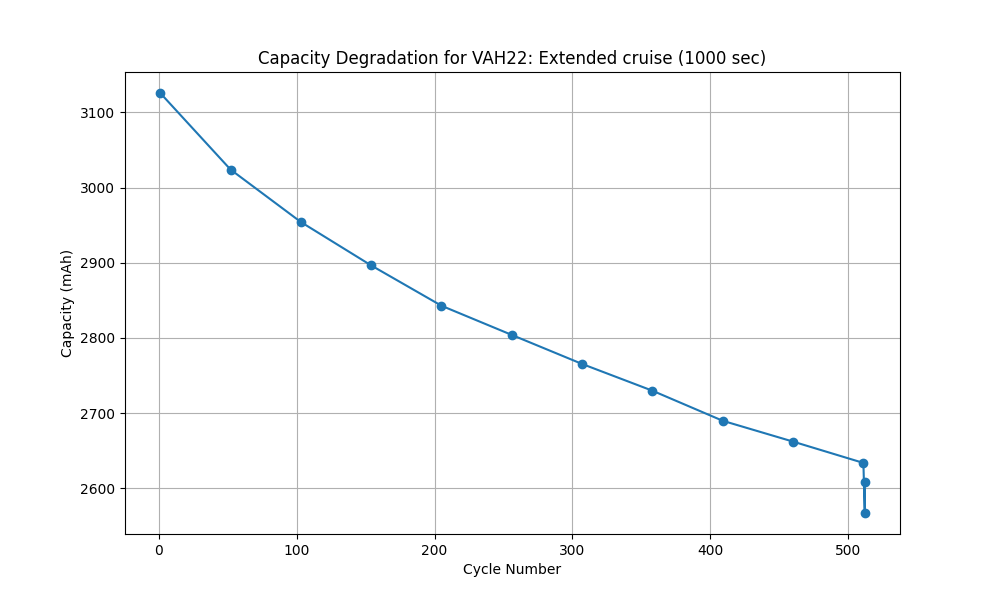 Capacity Degradation for VAH22: Extended cruise (1000 sec)
Capacity (mAh)
3100
3000
2900
2800
2700
2600
0 100 200 300 400 500
Cycle Number